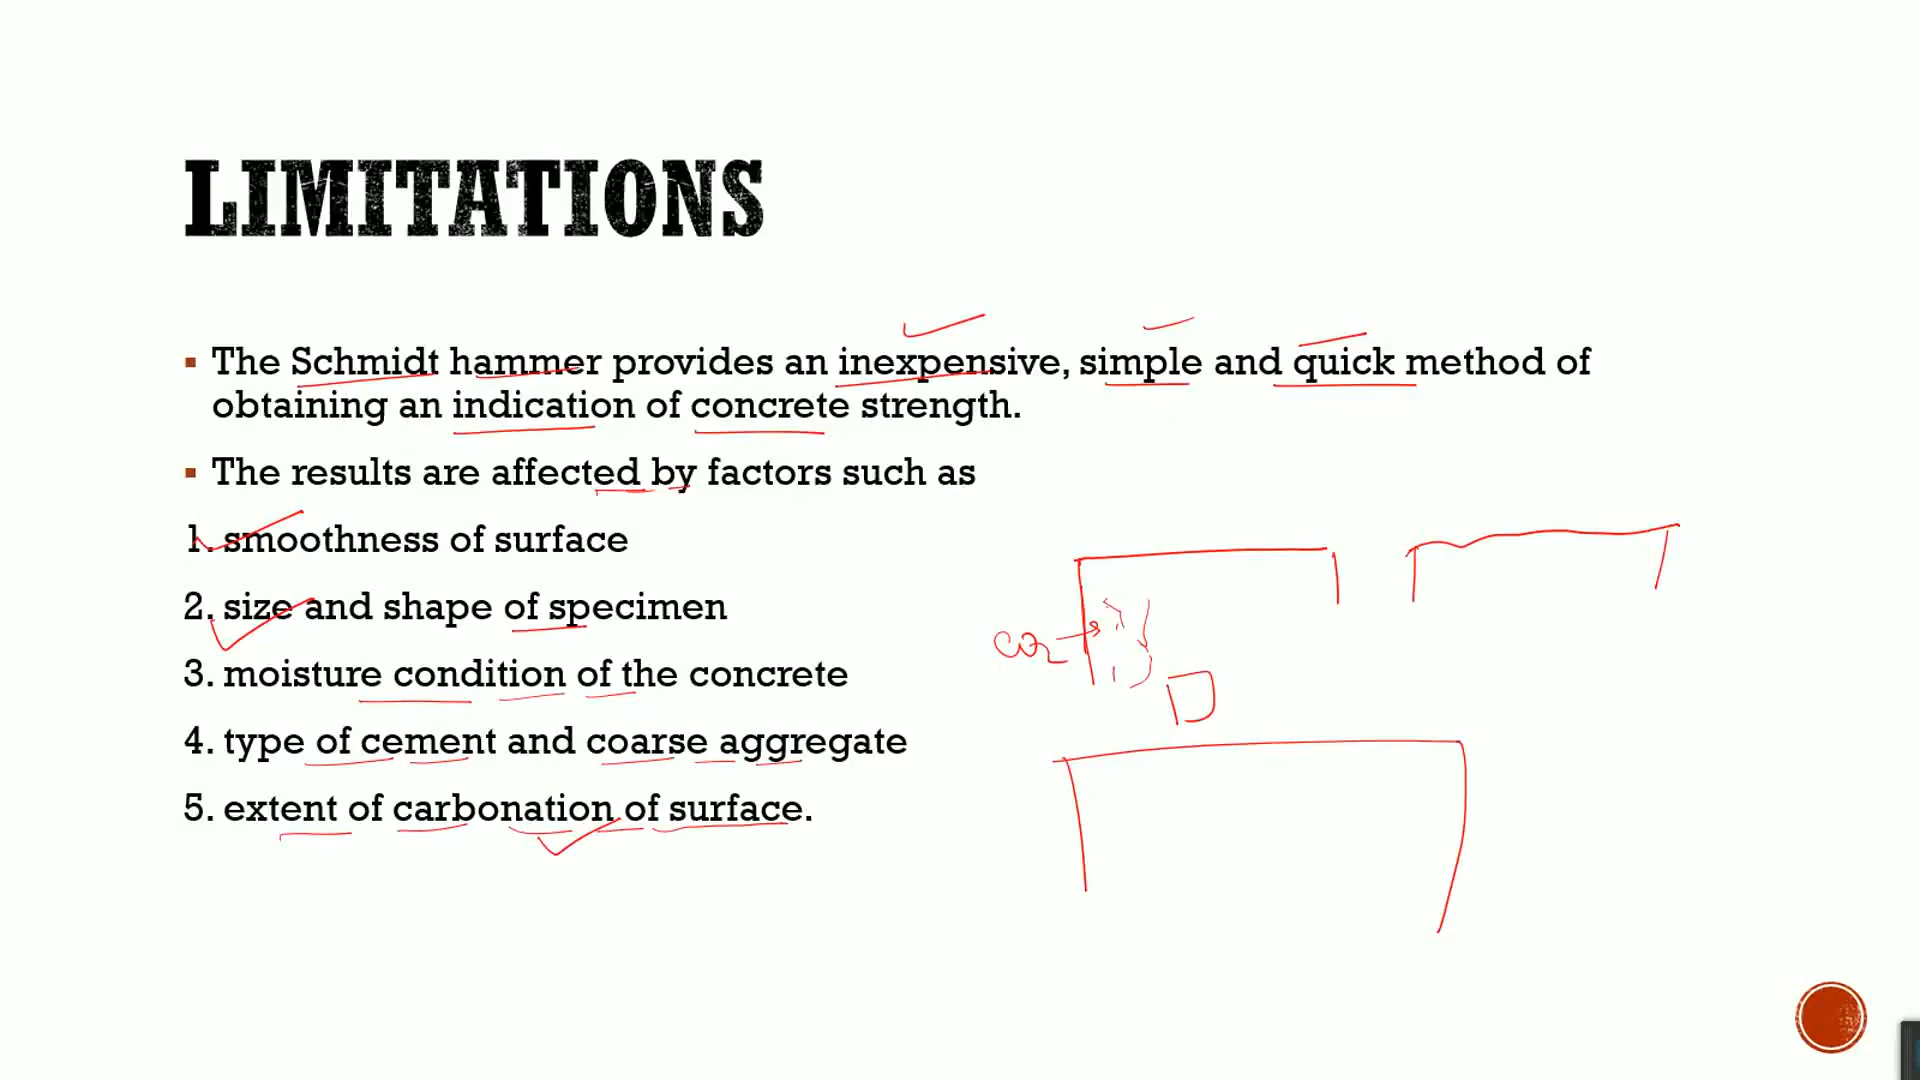 LIMITATIONS
▪ The Schmidt hammer provides an inexpensive, simple and quick method of
obtaining an indication of concrete strength.
▪ The results are affected by factors such as
1. smoothness of surface
2. size and shape of specimen
3. moisture condition of the concrete
CO2
4. type of cement and coarse aggregate
5. extent of carbonation of surface.